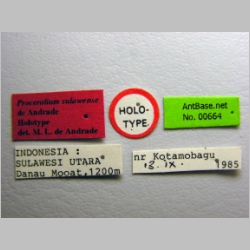 Proceratium sulawense
de Andrade
Holotype
det. M. L. de Andrade
HOLO-
TYPE.
AntBase.net
No. 00664
INDONESIA :
SULAWESI UTARA
Danau Mooat,1200m
nr Kotamobagu
18.ix. 1985